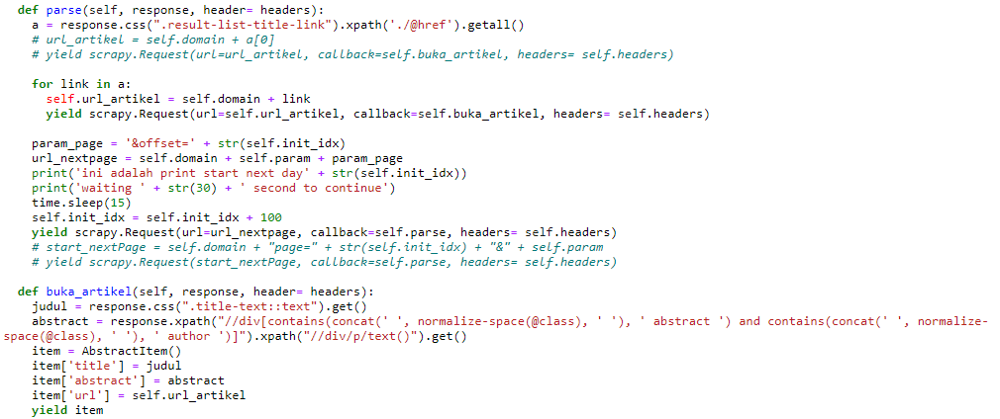 def parse(self, response, header= headers):
a = response.css(".result-list-title-link").xpath('./@href').getall()
# url_artikel = self.domain + a[0]
# yield scrapy.Request(url=url_artikel, callback=self.buka_artikel, headers= self.headers)
for link in a:
self.url_artikel = self.domain + link
yield scrapy.Request(url=self.url_artikel, callback=self.buka_artikel, headers= self.headers)
param_page = '&offset=' + str(self.init_idx)
url_nextpage = self.domain + self.param + param_page
print('ini adalah print start next day' + str(self.init_idx))
print('waiting ' + str(30) + ' second to continue')
time.sleep(15)
self.init_idx = self.init_idx + 100
yield scrapy.Request(url=url_nextpage, callback=self.parse, headers= self.headers)
# start_nextPage = self.domain + "page=" + str(self.init_idx) + "&" + self.param
# yield scrapy.Request(start_nextPage, callback=self.parse, headers= self.headers)
def buka_artikel(self, response, header= headers):
judul = response.css(".title-text::text").get()
abstract = response.xpath("//div[contains(concat(' ', normalize-space(@class), ' '), ' abstract ') and contains(concat(' ', normalize-
space(@class), ' '), ' author ')]").xpath("//div/p/text()").get()
item = AbstractItem()
item['title'] = judul
item['abstract'] = abstract
item['url'] = self.url_artikel
yield item